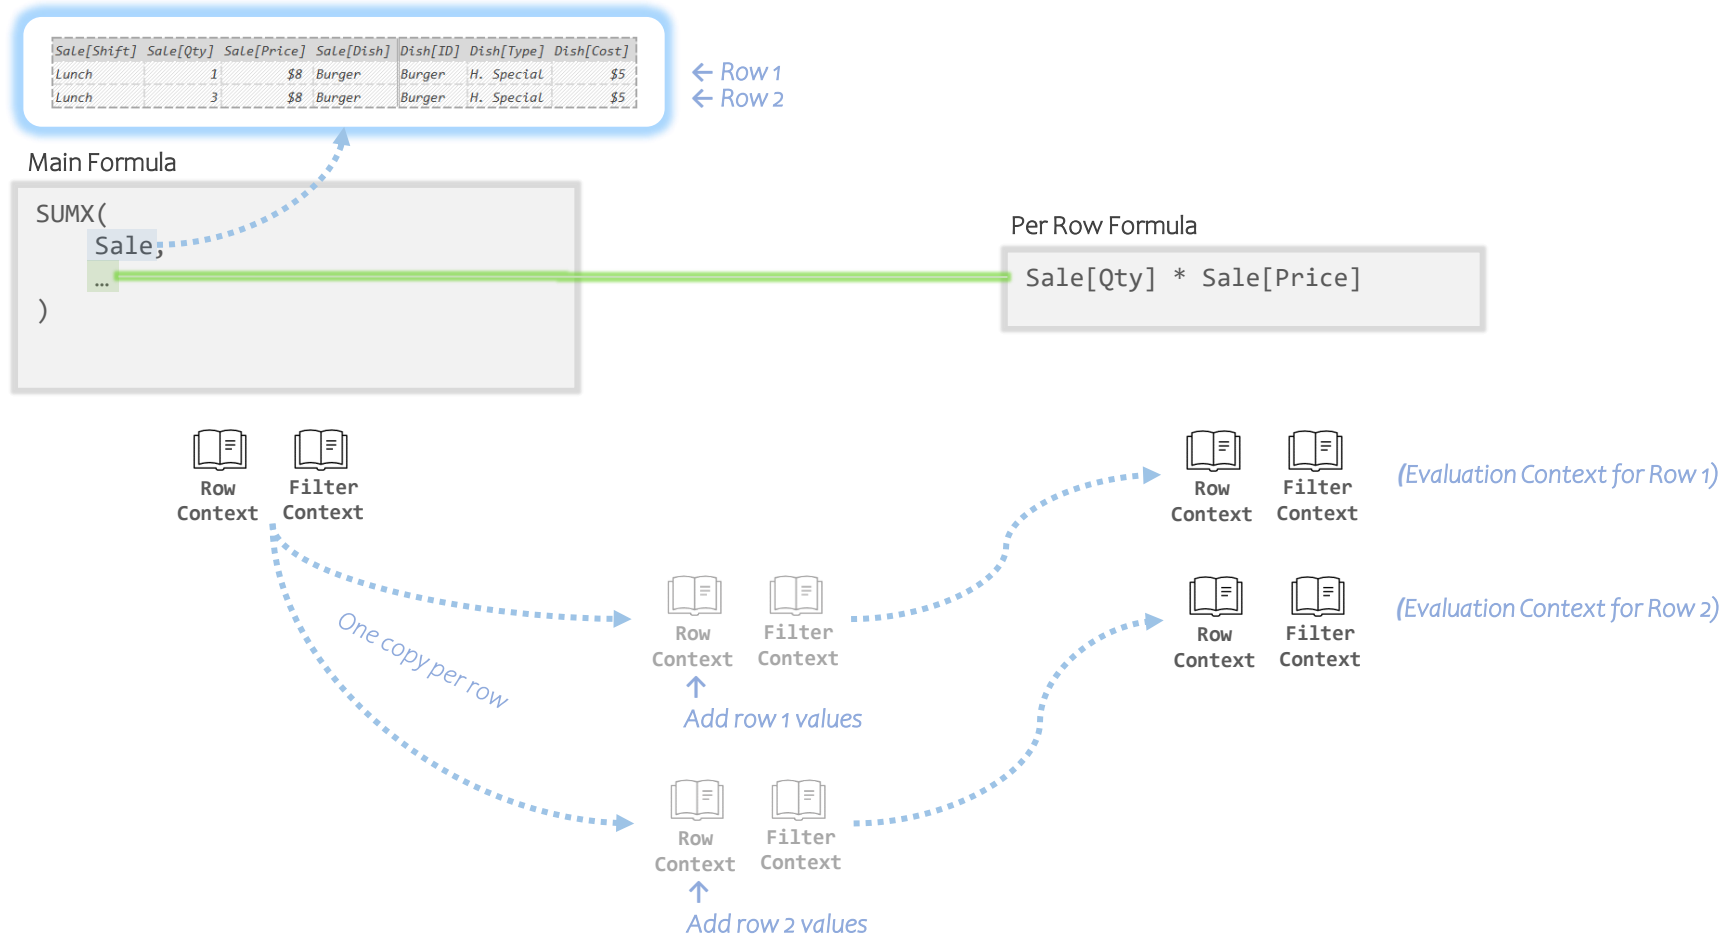 Sale[Shift] Sale[Qty] Sale[Price] Sale[Dish] Dish[ID] Dish[Type] Dish[Cost]
Lunch 1 $8 Burger Burger H. Special $5
Lunch 3 $8 Burger Burger H. Special $5
← Row 1
← Row 2
Main Formula
SUMX(
Sale,
…
)
Per Row Formula
Sale[Qty] * Sale[Price]
Row
Context
Filter
Context
One copy per row
Row
Context
Filter
Context
Add row 1 values
Row
Context
Filter
Context
Add row 2 values
Row
Context
Filter
Context
(Evaluation Context for Row 1)
Row
Context
Filter
Context
(Evaluation Context for Row 2)